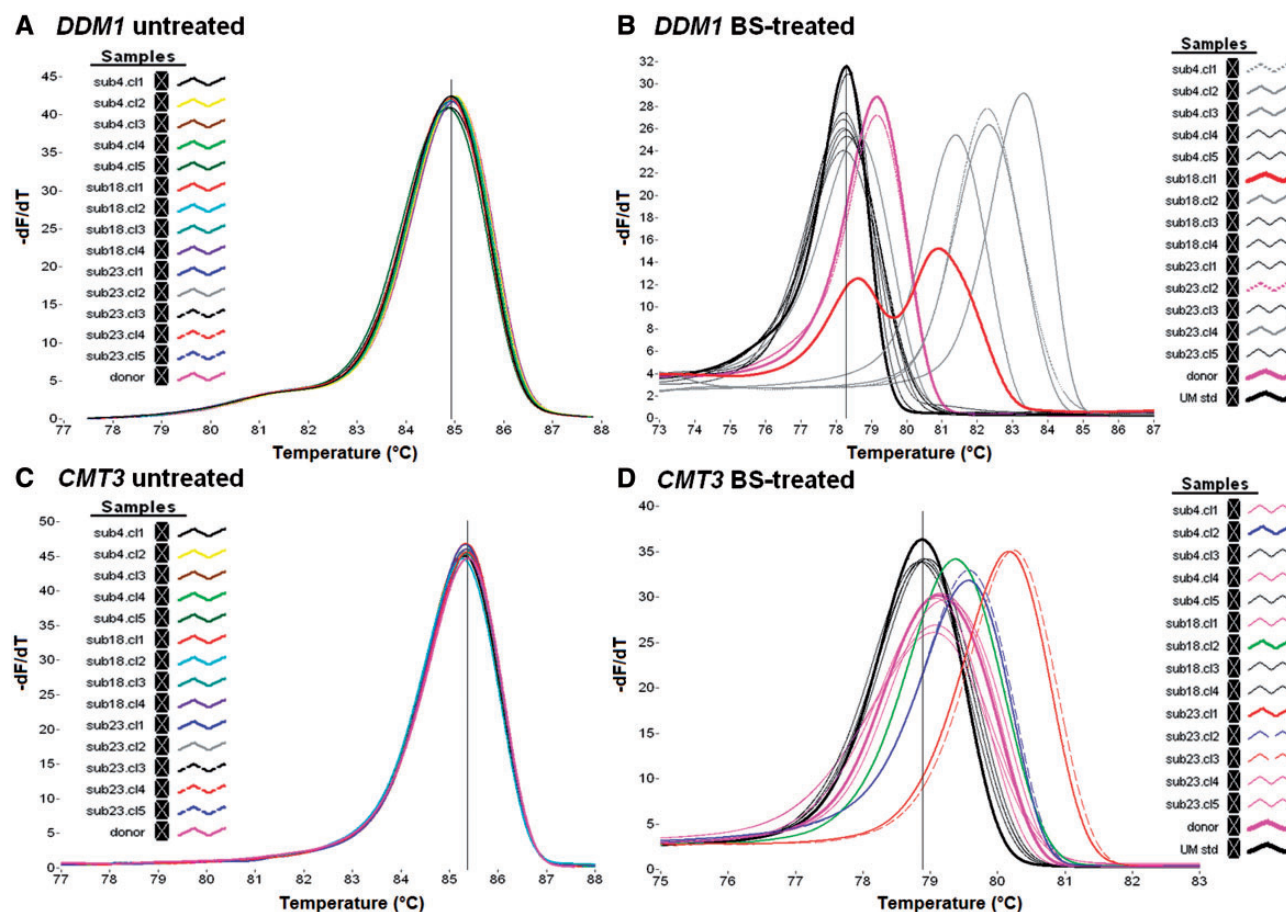 A DDM1 untreated
Samples
sub4.cl1
sub4.cl2
sub4.cl3
sub4.cl4
sub4.cl5
sub18.cl1
sub18.cl2
sub18.cl3
sub18.cl4
sub23.cl1
sub23.cl2
sub23.cl3
sub23.cl4
sub23.cl5
donor
-dF/dT
45-
40-
35-
30-
25-
20-
15-
10-
5-
0-
77 79 80 81 82 83 84 85 86 87 88
Temperature (°C)
B DDM1 BS-treated
Samples
sub4.cl1
sub4.cl2
sub4.cl3
sub4.cl4
sub4.cl5
sub18.cl1
sub18.cl2
sub18.cl3
sub18.cl4
sub23.cl1
sub23.cl2
sub23.cl3
sub23.cl4
sub23.cl5
donor
UM std
-dF/dT
32-
30-
28-
26-
24-
22-
20-
18-
16-
14-
12-
10-
8-
6-
4-
2-
0-
73 74 75 76 77 78 79 80 81 82 83 84 85 86 87
Temperature (°C)
C CMT3 untreated
Samples
sub4.cl1
sub4.cl2
sub4.cl3
sub4.cl4
sub4.cl5
sub18.cl1
sub18.cl2
sub18.cl3
sub18.cl4
sub23.cl1
sub23.cl2
sub23.cl3
sub23.cl4
sub23.cl5
donor
-dF/dT
50-
45-
40-
35-
30-
25-
20-
15-
10-
5-
0-
77 79 80 81 82 83 84 85 86 87 88
Temperature (°C)
D CMT3 BS-treated
Samples
sub4.cl1
sub4.cl2
sub4.cl3
sub4.cl4
sub4.cl5
sub18.cl1
sub18.cl2
sub18.cl3
sub18.cl4
sub23.cl1
sub23.cl2
sub23.cl3
sub23.cl4
sub23.cl5
donor
UM std
-dF/dT
40-
35-
30-
25-
20-
15-
10-
5-
0-
75 76 77 78 79 80 81 82 83
Temperature (°C)